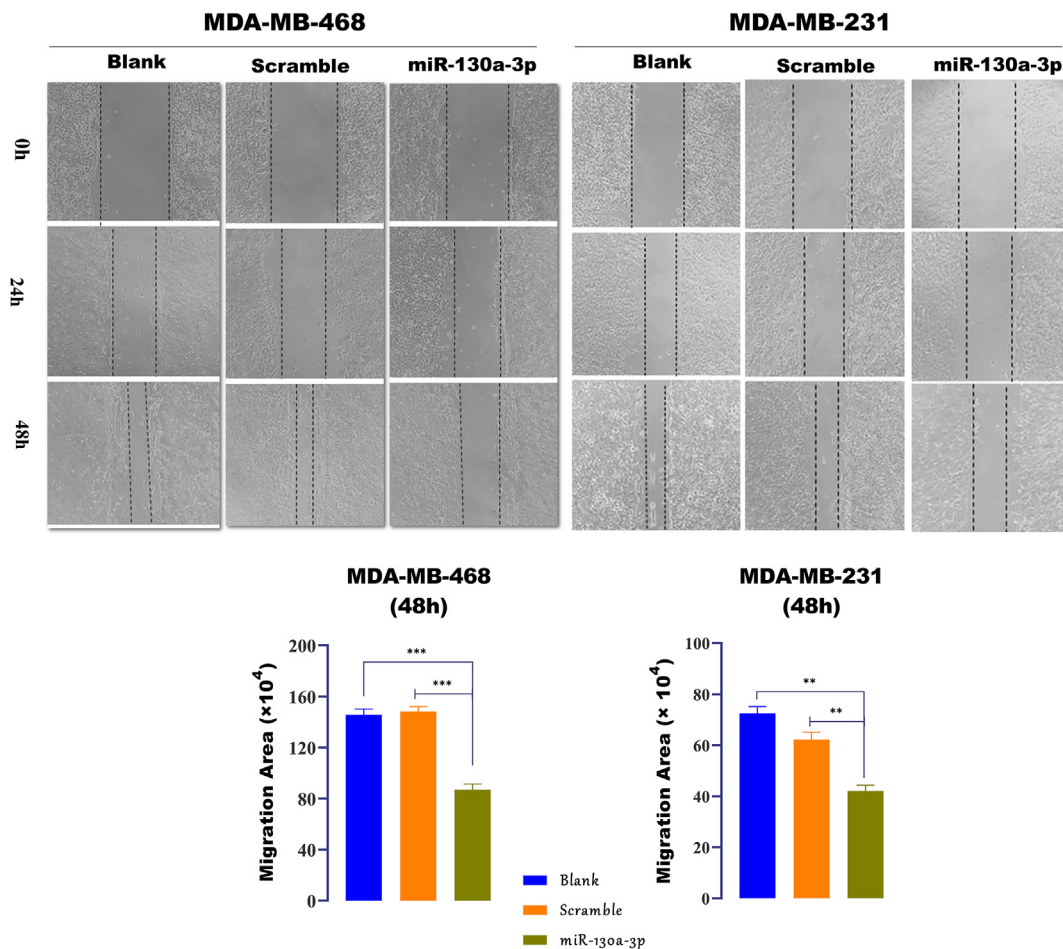 MDA-MB-468
MDA-MB-231
Blank
Scramble
miR-130a-3p
Blank
Scramble
miR-130a-3p
0h
24h
48h
MDA-MB-468
(48h)
Migration Area (×10⁴)
200
160
120
80
40
0
***
***
MDA-MB-231
(48h)
Migration Area (× 10⁴)
100
80
60
40
20
0
**
**
Blank
Scramble
miR-130a-3p